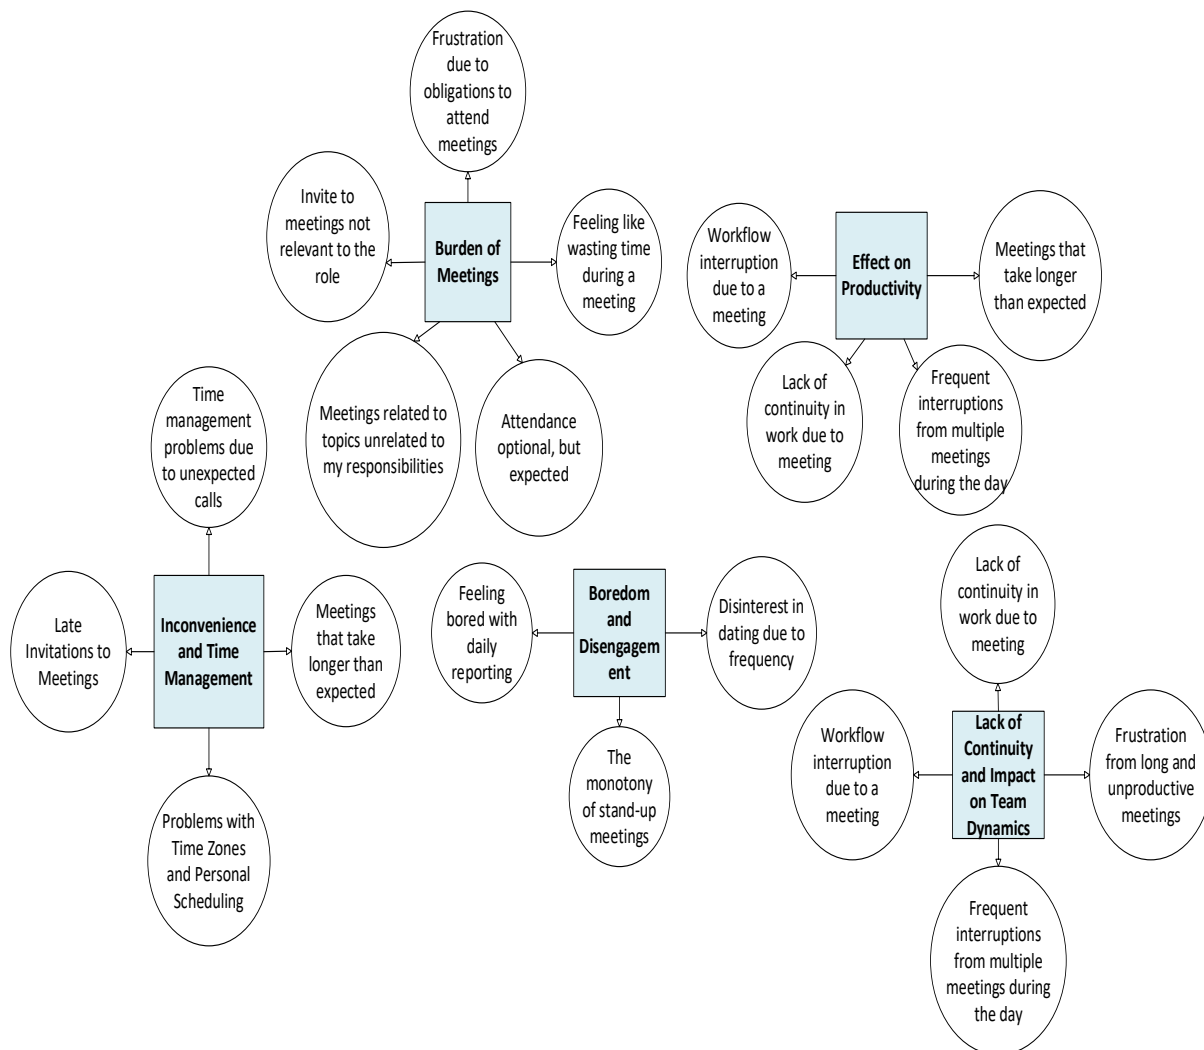 Frustration
due to
obligations to
attend
meetings
Invite to
meetings not
relevant to the
role
Burden of
Meetings
Feeling like
wasting time
during a
meeting
Meetings related to
topics unrelated to
my responsibilities
Attendance
optional, but
expected
Workflow
interruption
due to a
meeting
Effect on
Productivity
Meetings that
take longer
than expected
Lack of
continuity in
work due to
meeting
Frequent
interruptions
from multiple
meetings
during the day
Time
management
problems due
to unexpected
calls
Late
Invitations to
Meetings
Inconvenience
and Time
Management
Meetings
that take
longer than
expected
Problems with
Time Zones
and Personal
Scheduling
Feeling
bored with
daily
reporting
Boredom
and
Disengagem
ent
Disinterest in
dating due to
frequency
The
monotony
of stand-up
meetings
Lack of
continuity in
work due to
meeting
Workflow
interruption
due to a
meeting
Lack of
Continuity
and Impact
on Team
Dynamics
Frustration
from long and
unproductive
meetings
Frequent
interruptions
from multiple
meetings during
the day